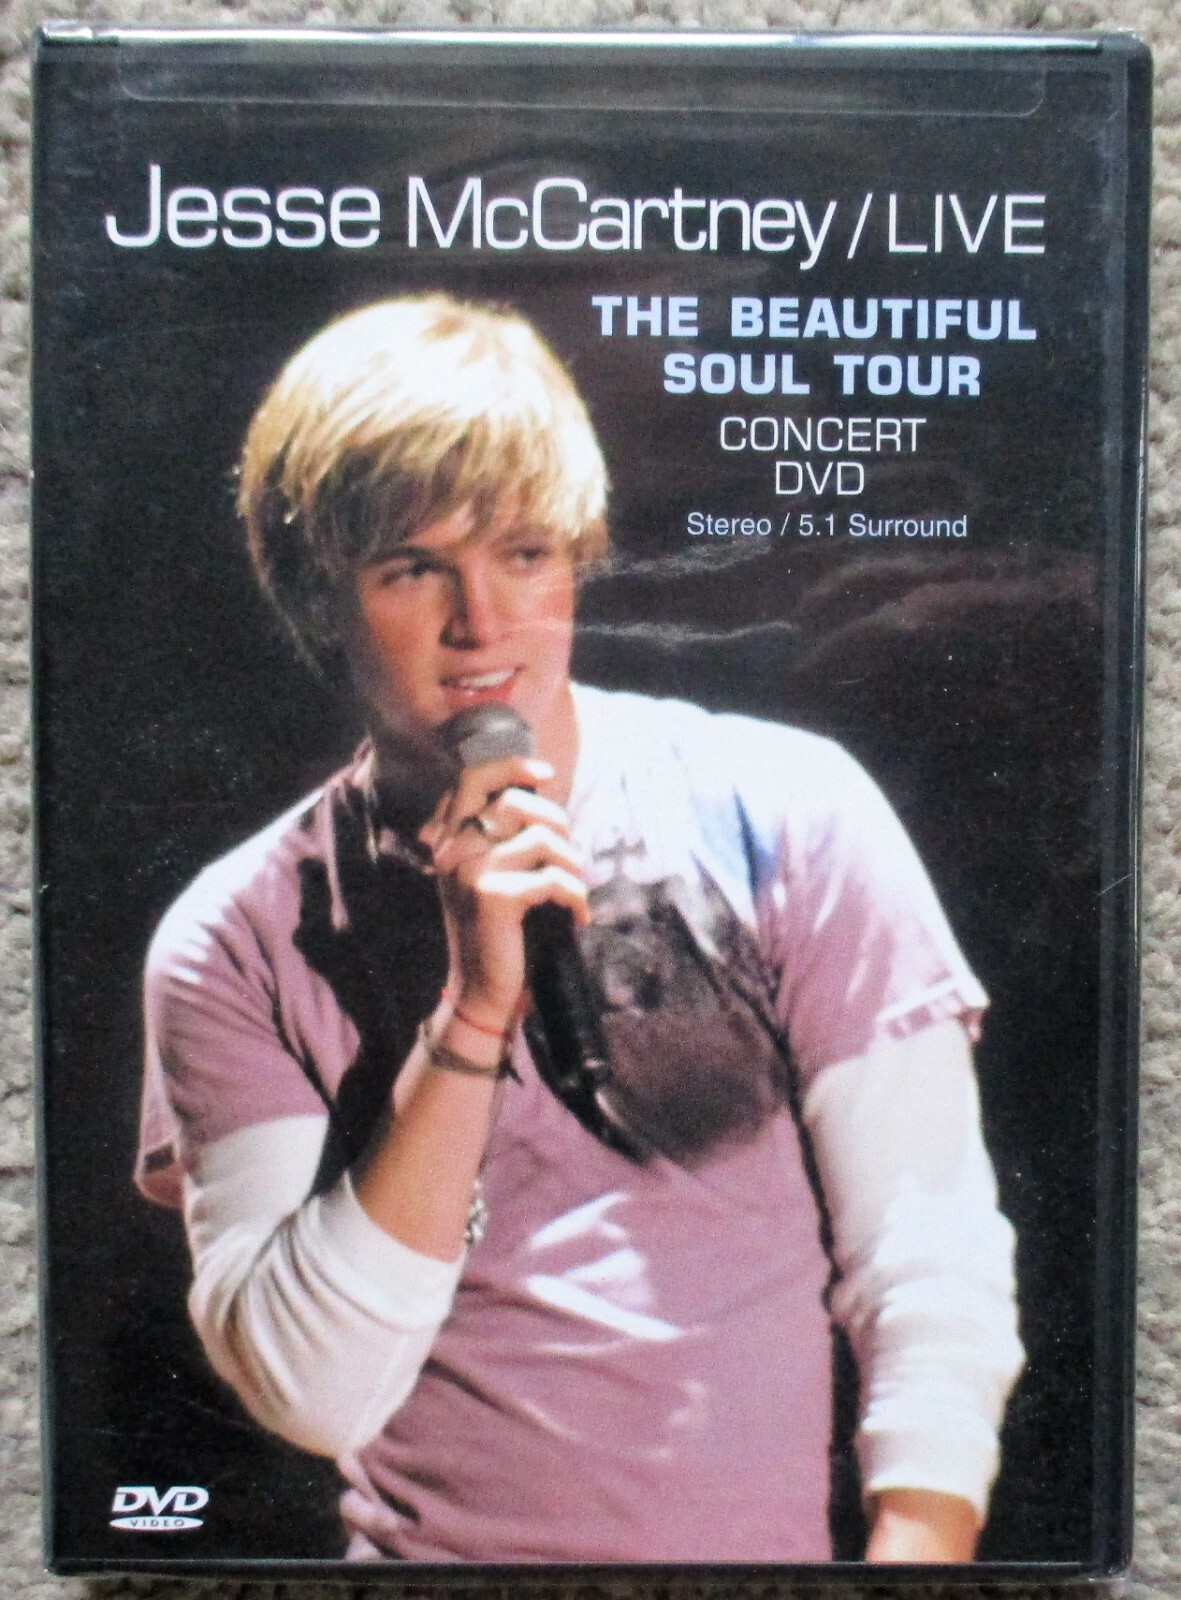 Jesse McCartney / LIVE
THE BEAUTIFUL
SOUL TOUR
CONCERT
DVD
Stereo / 5.1 Surround
DVD
VIDEO